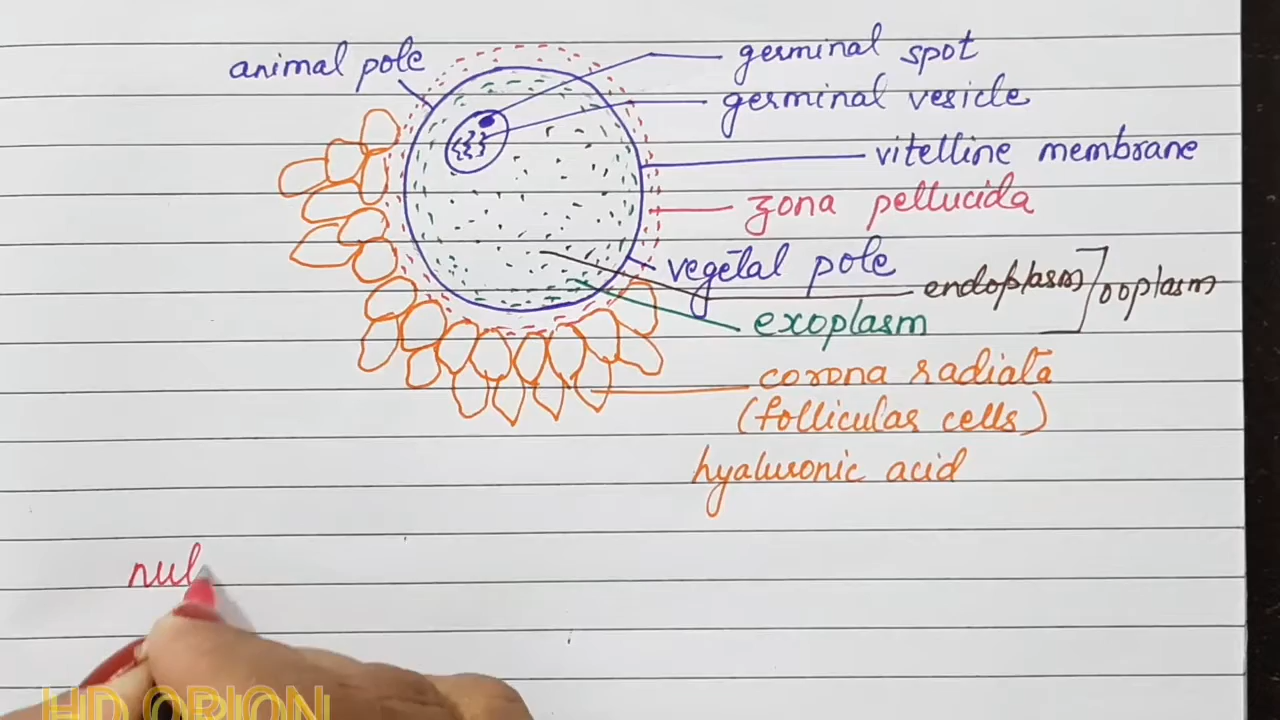 animal pole
germinal spot
germinal vesicle
vitelline membrane
zona pellucida
vegetal pole
endoplasm
ooplasm
exoplasm
corona radiata
(follicular cells)
hyaluronic acid
nul
HD ORION